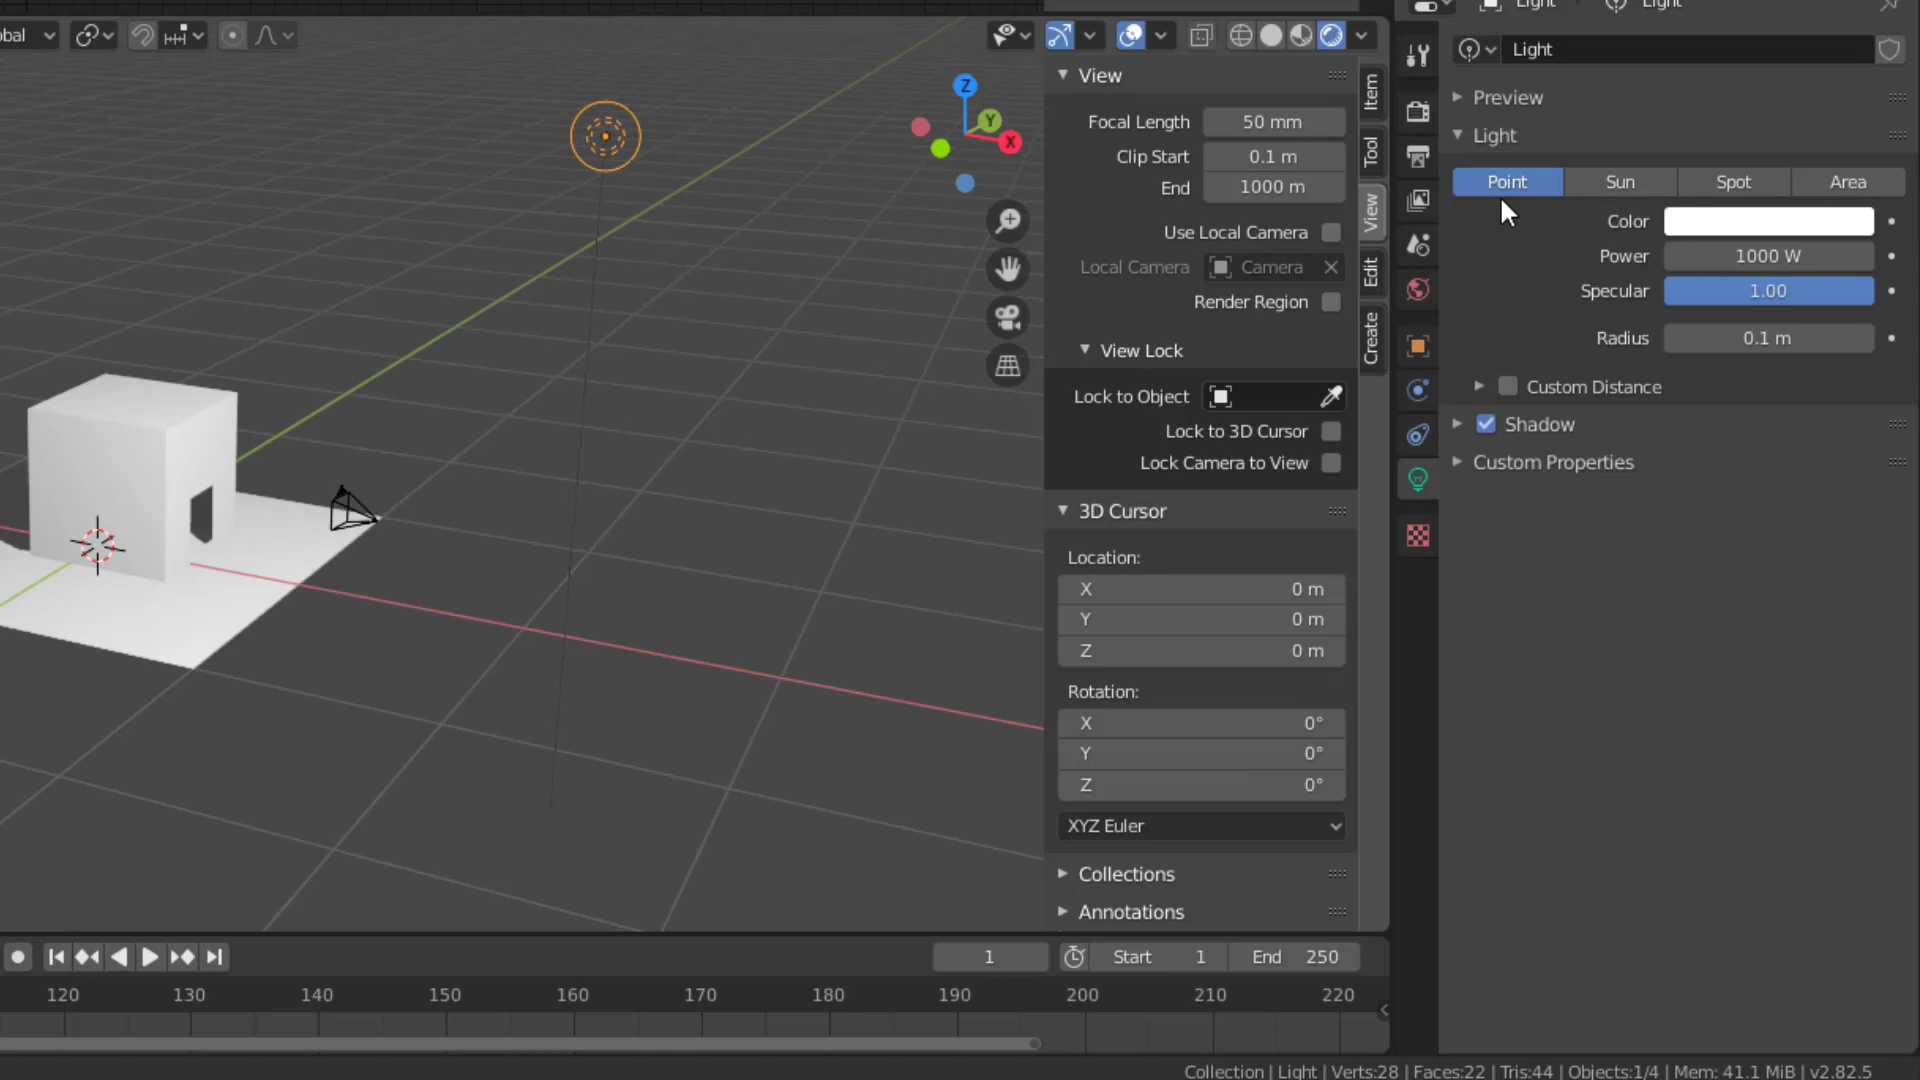 Light
Light
bal
Z
Y
X
View
Focal Length 50 mm
Clip Start 0.1 m
End 1000 m
Use Local Camera
Local Camera Camera
Render Region
View Lock
Lock to Object
Lock to 3D Cursor
Lock Camera to View
3D Cursor
Location:
X 0 m
Y 0 m
Z 0 m
Rotation:
X 0°
Y 0°
Z 0°
XYZ Euler
Collections
Annotations
Item
Tool
View
Edit
Create
Light
Preview
Light
Point Sun Spot Area
Color
Power 1000 W
Specular 1.00
Radius 0.1 m
Custom Distance
Shadow
Custom Properties
1 Start 1 End 250
120 130 140 150 160 170 180 190 200 210 220
Collection | Light | Verts:28 | Faces:22 | Tris:44 | Objects:1/4 | Mem: 41.1 MiB | v2.82.5